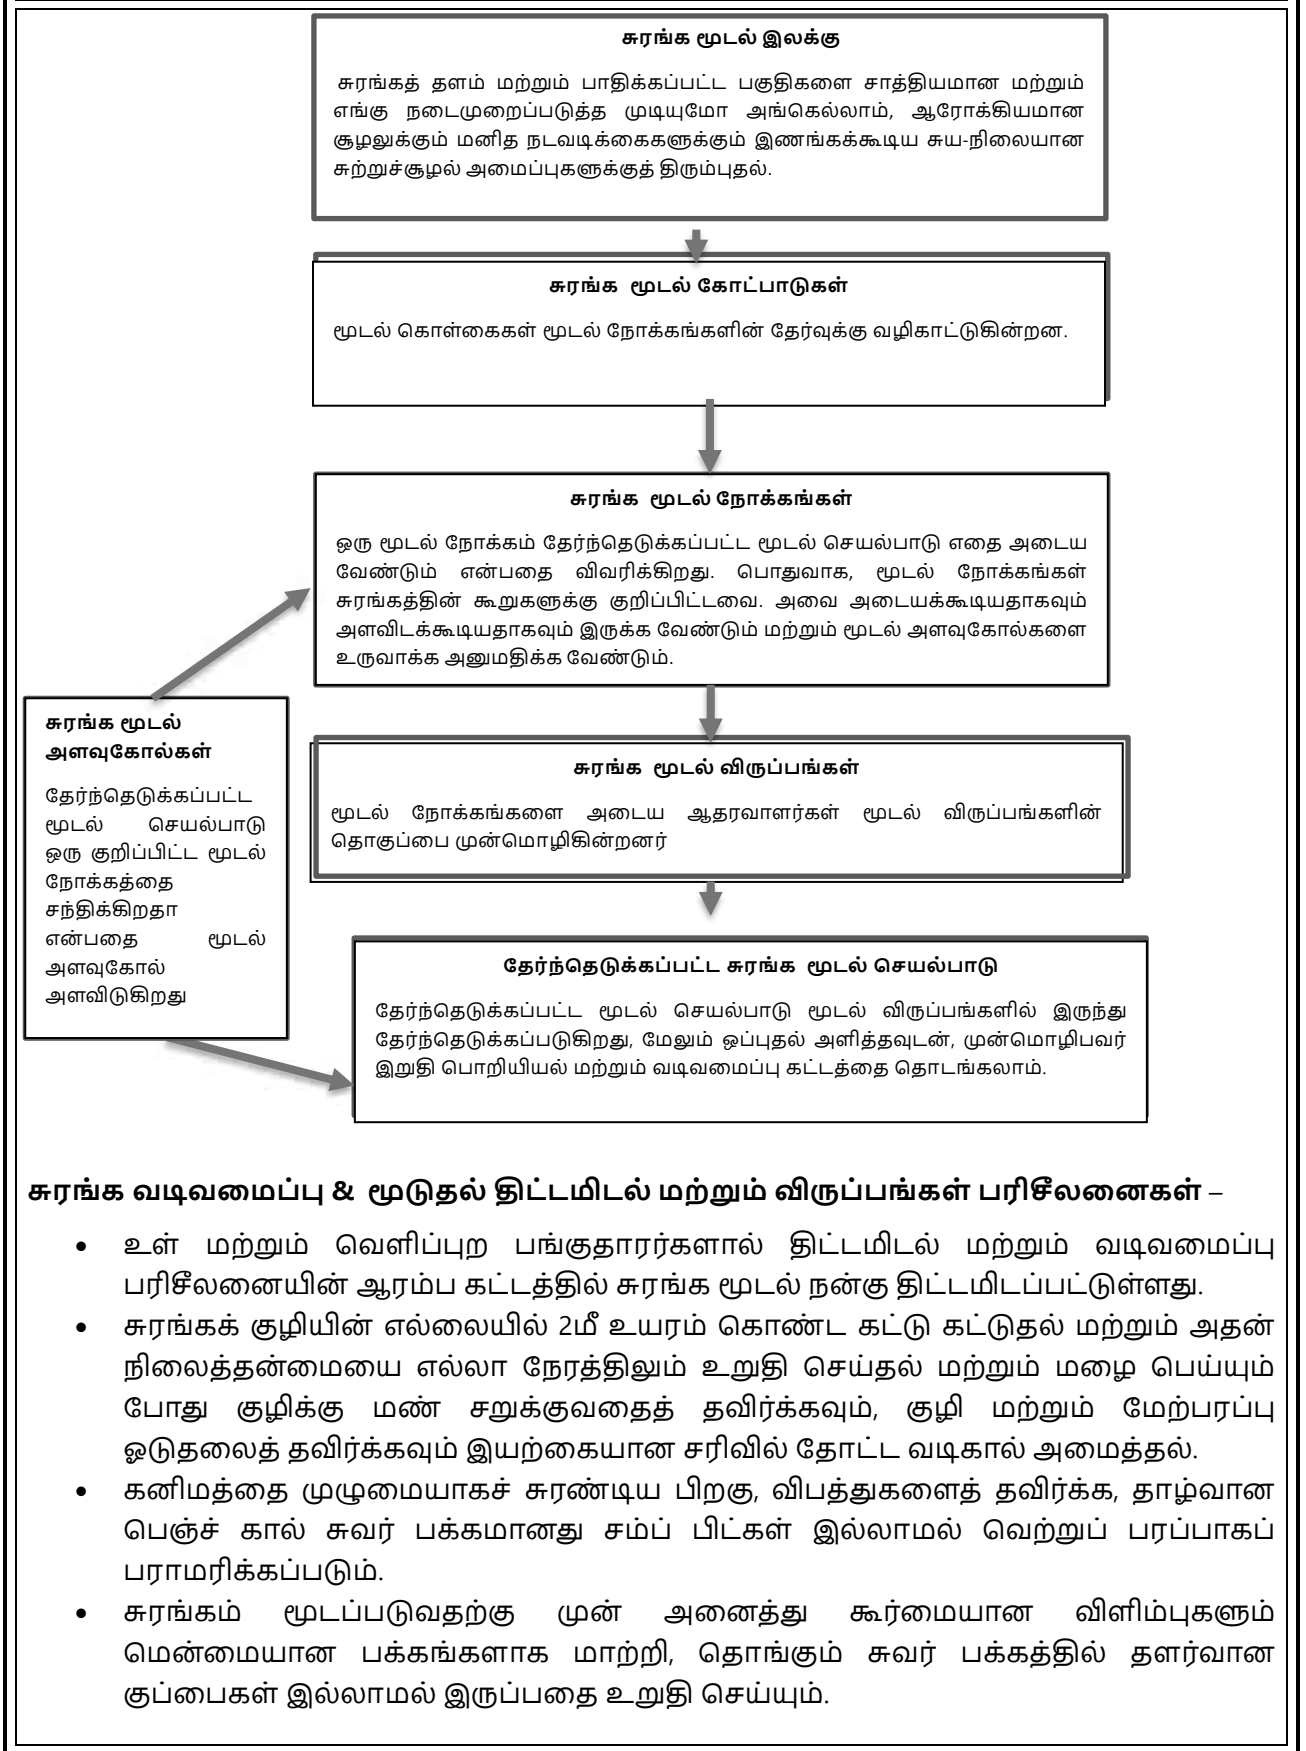 சுரங்க மூடல் இலக்கு
சுரங்கத் தளம் மற்றும் பாதிக்கப்பட்ட பகுதிகளை சாத்தியமான மற்றும்
எங்கு நடைமுறைப்படுத்த முடியுமோ அங்கெல்லாம், ஆரோக்கியமான
சூழலுக்கும் மனித நடவடிக்கைகளுக்கும் இணங்கக்கூடிய சுய-நிலையான
சுற்றுச்சூழல் அமைப்புகளுக்குத் திரும்புதல்.
சுரங்க மூடல் கோட்பாடுகள்
மூடல் கொள்கைகள் மூடல் நோக்கங்களின் தேர்வுக்கு வழிகாட்டுகின்றன.
சுரங்க மூடல் நோக்கங்கள்
ஒரு மூடல் நோக்கம் தேர்ந்தெடுக்கப்பட்ட மூடல் செயல்பாடு எதை அடைய
வேண்டும் என்பதை விவரிக்கிறது. பொதுவாக, மூடல் நோக்கங்கள்
சுரங்கத்தின் கூறுகளுக்கு குறிப்பிட்டவை. அவை அடையக்கூடியதாகவும்
அளவிடக்கூடியதாகவும் இருக்க வேண்டும் மற்றும் மூடல் அளவுகோல்களை
உருவாக்க அனுமதிக்க வேண்டும்.
சுரங்க மூடல்
அளவுகோல்கள்
தேர்ந்தெடுக்கப்பட்ட
மூடல் செயல்பாடு
ஒரு குறிப்பிட்ட மூடல்
நோக்கத்தை
சந்திக்கிறதா
என்பதை மூடல்
அளவுகோல்
அளவிடுகிறது
சுரங்க மூடல் விருப்பங்கள்
மூடல் நோக்கங்களை அடைய ஆதரவாளர்கள் மூடல் விருப்பங்களின்
தொகுப்பை முன்மொழிகின்றனர்
தேர்ந்தெடுக்கப்பட்ட சுரங்க மூடல் செயல்பாடு
தேர்ந்தெடுக்கப்பட்ட மூடல் செயல்பாடு மூடல் விருப்பங்களில் இருந்து
தேர்ந்தெடுக்கப்படுகிறது, மேலும் ஒப்புதல் அளித்தவுடன், முன்மொழிபவர்
இறுதி பொறியியல் மற்றும் வடிவமைப்பு கட்டத்தை தொடங்கலாம்.
சுரங்க வடிவமைப்பு & மூடுதல் திட்டமிடல் மற்றும் விருப்பங்கள் பரிசீலனைகள் –
• உள் மற்றும் வெளிப்புற பங்குதாரர்களால் திட்டமிடல் மற்றும் வடிவமைப்பு
பரிசீலனையின் ஆரம்ப கட்டத்தில் சுரங்க மூடல் நன்கு திட்டமிடப்பட்டுள்ளது.
• சுரங்கக் குழியின் எல்லையில் 2மீ உயரம் கொண்ட கட்டு கட்டுதல் மற்றும் அதன்
நிலைத்தன்மையை எல்லா நேரத்திலும் உறுதி செய்தல் மற்றும் மழை பெய்யும்
போது குழிக்கு மண் சறுக்குவதைத் தவிர்க்கவும், குழி மற்றும் மேற்பரப்பு
ஓடுதலைத் தவிர்க்கவும் இயற்கையான சரிவில் தோட்ட வடிகால் அமைத்தல்.
• கனிமத்தை முழுமையாகச் சுரண்டிய பிறகு, விபத்துகளைத் தவிர்க்க, தாழ்வான
பெஞ்ச் கால் சுவர் பக்கமானது சம்ப் பிட்கள் இல்லாமல் வெற்றுப் பரப்பாகப்
பராமரிக்கப்படும்.
• சுரங்கம் மூடப்படுவதற்கு முன் அனைத்து கூர்மையான விளிம்புகளும்
மென்மையான பக்கங்களாக மாற்றி, தொங்கும் சுவர் பக்கத்தில் தளர்வான
குப்பைகள் இல்லாமல் இருப்பதை உறுதி செய்யும்.